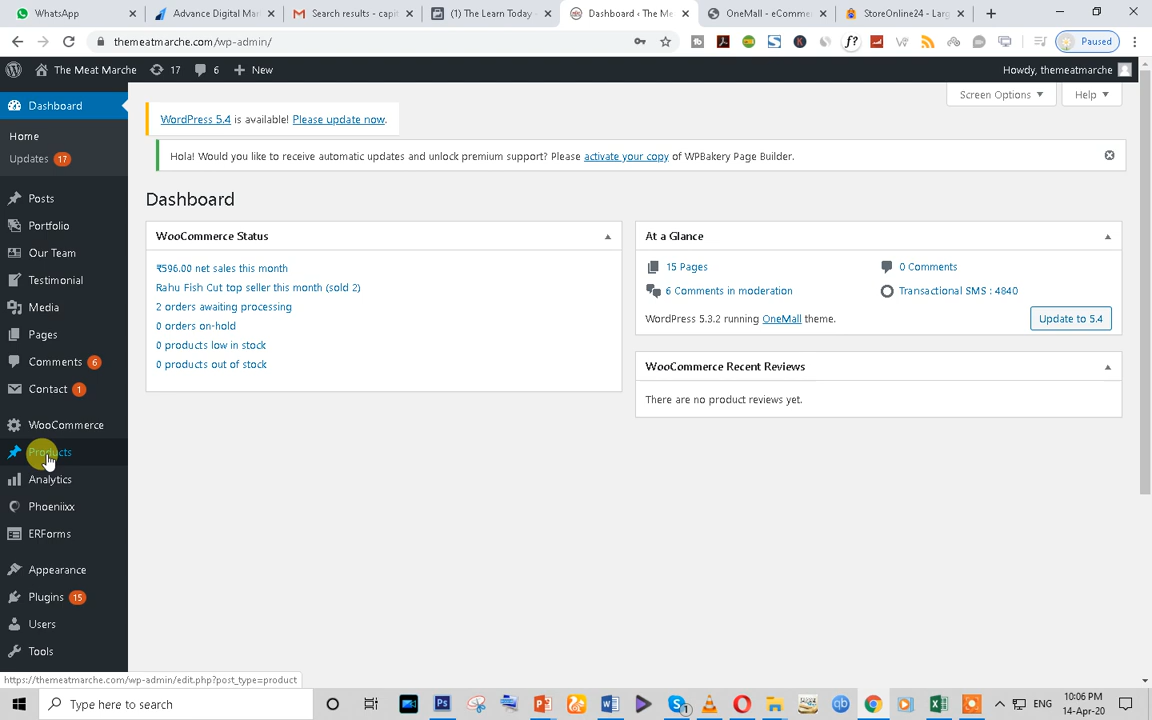 WhatsApp
Advance Digital Mar
Search results - capit
(1) The Learn Today
Dashboard ‹ The Me
OneMall - eComme
StoreOnline24 - Larg
themeatmarche.com/wp-admin/
Paused
The Meat Marche 17 6 New
Howdy, themeatmarche
Screen Options Help
WordPress 5.4 is available! Please update now.
Hola! Would you like to receive automatic updates and unlock premium support? Please activate your copy of WPBakery Page Builder.
Dashboard
Home
Updates 17
Posts
Portfolio
Our Team
Testimonial
Media
Pages
Comments 6
Contact 1
WooCommerce
Products
Analytics
Phoeniixx
ERForms
Appearance
Plugins 15
Users
Tools
Dashboard
WooCommerce Status
₹596.00 net sales this month
Rahu Fish Cut top seller this month (sold 2)
2 orders awaiting processing
0 orders on-hold
0 products low in stock
0 products out of stock
At a Glance
15 Pages 0 Comments
6 Comments in moderation Transactional SMS : 4840
WordPress 5.3.2 running OneMall theme.
Update to 5.4
WooCommerce Recent Reviews
There are no product reviews yet.
https://themeatmarche.com/wp-admin/edit.php?post_type=product
Type here to search
ENG
10:06 PM
14-Apr-20